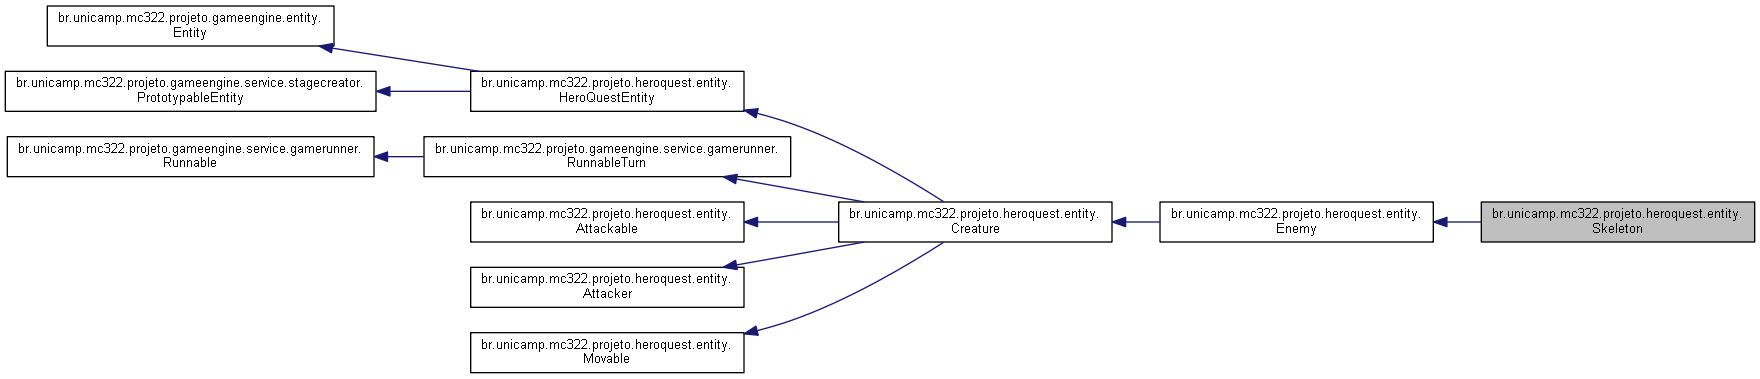 br.unicamp.mc322.projeto.gameengine.entity.
Entity
br.unicamp.mc322.projeto.gameengine.service.stagecreator.
PrototypableEntity
br.unicamp.mc322.projeto.heroquest.entity.
HeroQuestEntity
br.unicamp.mc322.projeto.gameengine.service.gamerunner.
Runnable
br.unicamp.mc322.projeto.gameengine.service.gamerunner.
RunnableTurn
br.unicamp.mc322.projeto.heroquest.entity.
Attackable
br.unicamp.mc322.projeto.heroquest.entity.
Creature
br.unicamp.mc322.projeto.heroquest.entity.
Enemy
br.unicamp.mc322.projeto.heroquest.entity.
Skeleton
br.unicamp.mc322.projeto.heroquest.entity.
Attacker
br.unicamp.mc322.projeto.heroquest.entity.
Movable